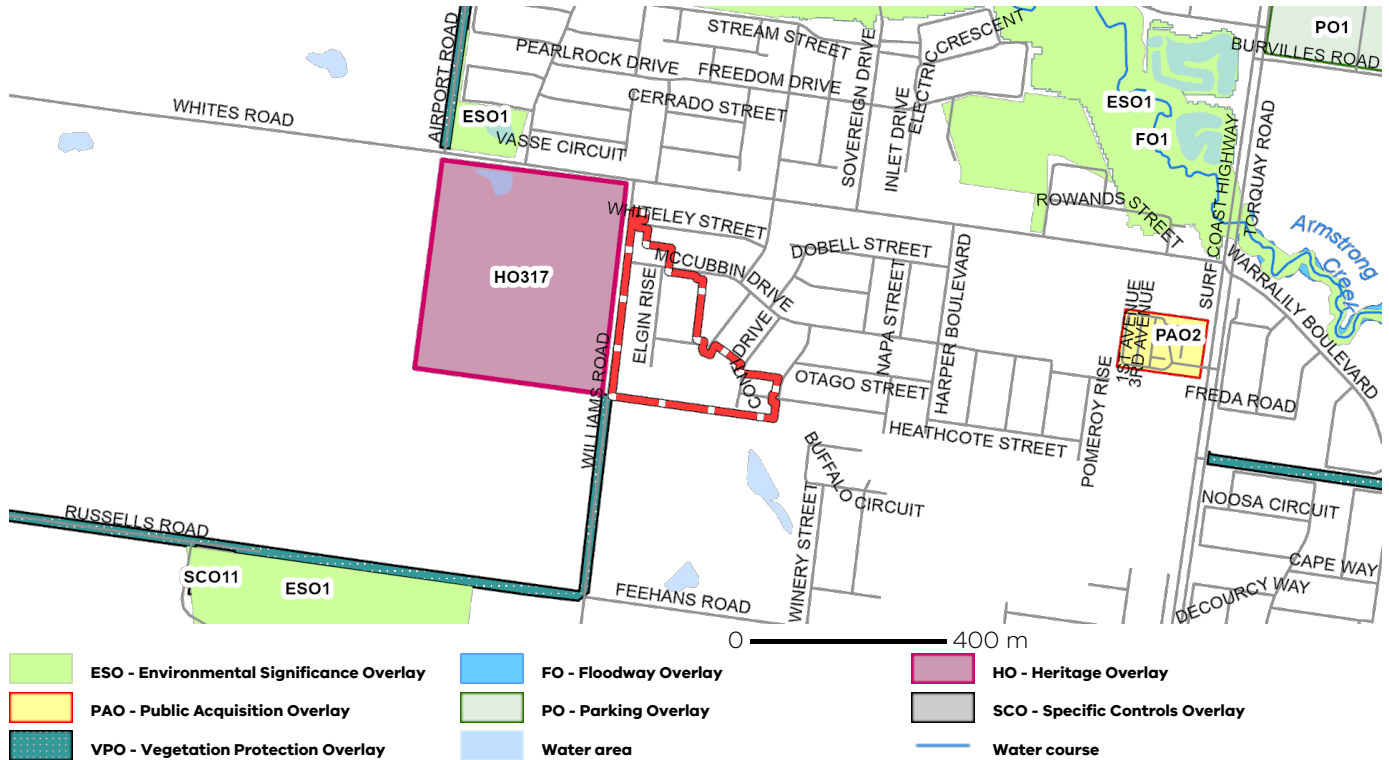 STREAM STREET
PEARLROCK DRIVE
FREEDOM DRIVE
CERRADO STREET
SOVEREIGN DRIVE
INLET DRIVE
ELECTRIC CRESCENT
PO1
BURVILLES ROAD
AIRPORT ROAD
WHITES ROAD
ESO1
VASSE CIRCUIT
ESO1
FO1
SURF COAST HIGHWAY
TORQUAY ROAD
ROWANDS STREET
Armstrong
Creek
WHITELEY STREET
DOBELL STREET
MCCUBBIN DRIVE
HO317
ELGIN RISE
NAPA STREET
HARPER BOULEVARD
WARRALILY BOULEVARD
1ST AVENUE
3RD AVENUE
PAO2
CONTI DRIVE
OTAGO STREET
WILLIAMS ROAD
POMEROY RISE
FREDA ROAD
HEATHCOTE STREET
BUFFALO CIRCUIT
WINERY STREET
NOOSA CIRCUIT
RUSSELLS ROAD
SCO11
ESO1
CAPE WAY
FEEHANS ROAD
DECOURCY WAY
0 400 m
ESO - Environmental Significance Overlay
FO - Floodway Overlay
HO - Heritage Overlay
PAO - Public Acquisition Overlay
PO - Parking Overlay
SCO - Specific Controls Overlay
VPO - Vegetation Protection Overlay
Water area
Water course